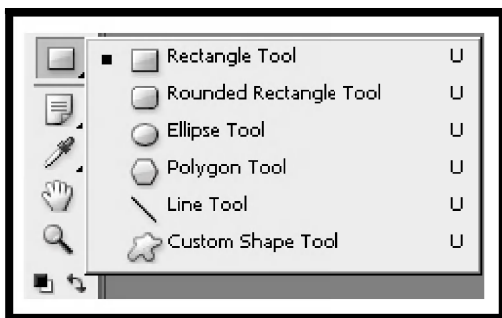 Rectangle Tool U
Rounded Rectangle Tool U
Ellipse Tool U
Polygon Tool U
Line Tool U
Custom Shape Tool U